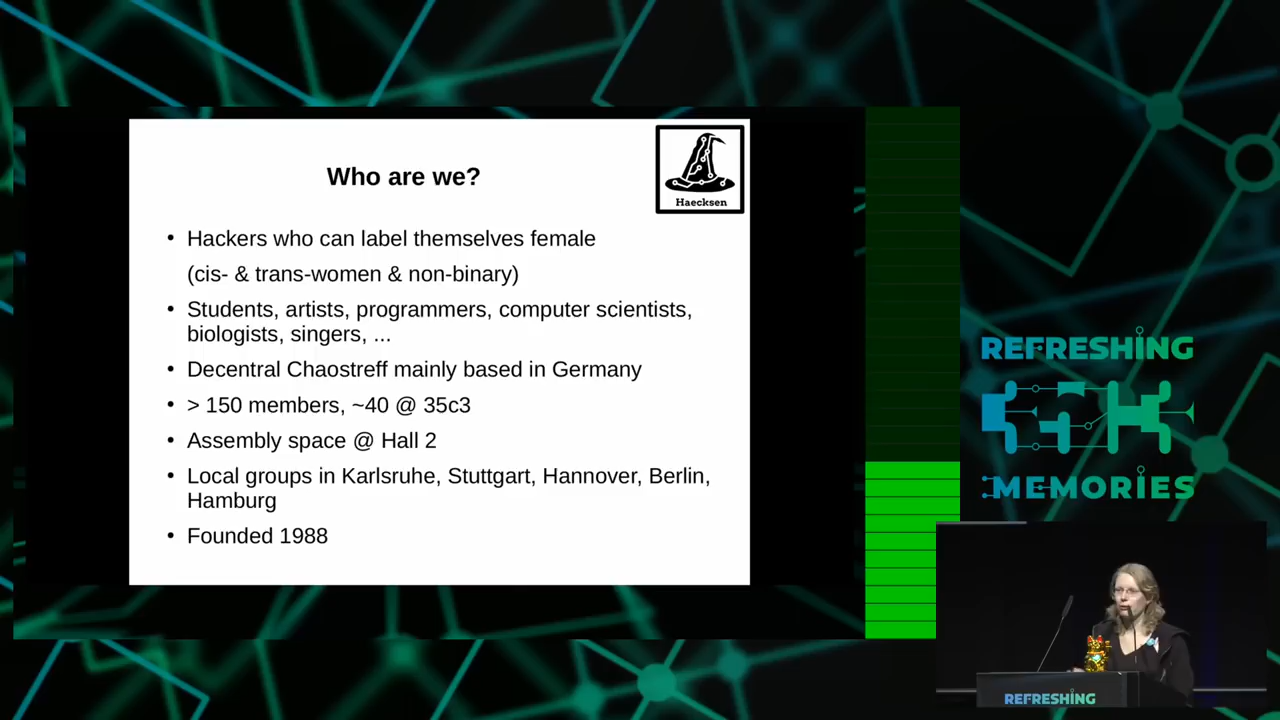 Who are we?
Haecksen
• Hackers who can label themselves female
(cis- & trans-women & non-binary)
• Students, artists, programmers, computer scientists,
biologists, singers, ...
• Decentral Chaostreff mainly based in Germany
• > 150 members, ~40 @ 35c3
• Assembly space @ Hall 2
• Local groups in Karlsruhe, Stuttgart, Hannover, Berlin,
Hamburg
• Founded 1988
REFRESHING
MEMORIES
REFRESHING